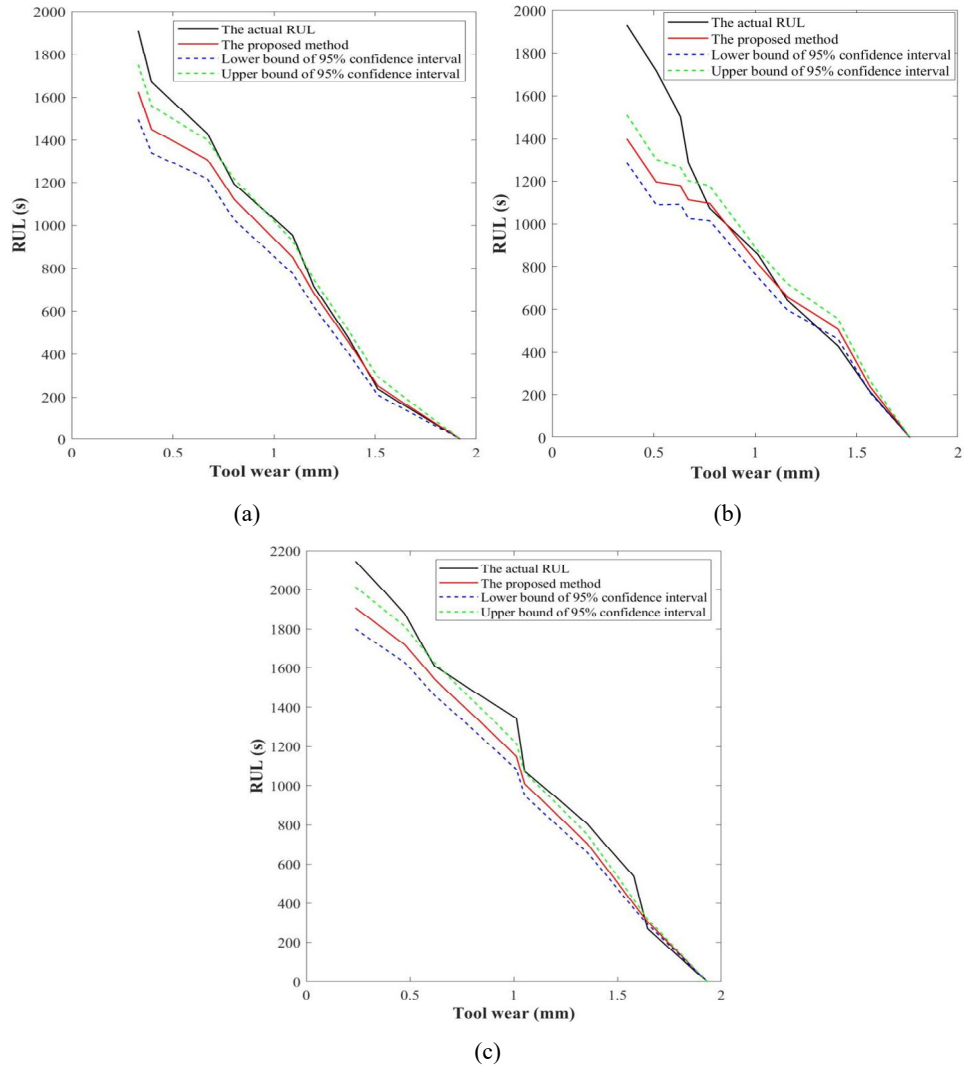 2000
1800
1600
1400
1200
1000
800
600
400
200
0
RUL (s)
The actual RUL
The proposed method
Lower bound of 95% confidence interval
Upper bound of 95% confidence interval
0 0.5 1 1.5 2
Tool wear (mm)
(a)
2000
1800
1600
1400
1200
1000
800
600
400
200
0
RUL (s)
The actual RUL
The proposed method
Lower bound of 95% confidence interval
Upper bound of 95% confidence interval
0 0.5 1 1.5 2
Tool wear (mm)
(b)
2200
2000
1800
1600
1400
1200
1000
800
600
400
200
0
RUL (s)
The actual RUL
The proposed method
Lower bound of 95% confidence interval
Upper bound of 95% confidence interval
0 0.5 1 1.5 2
Tool wear (mm)
(c)